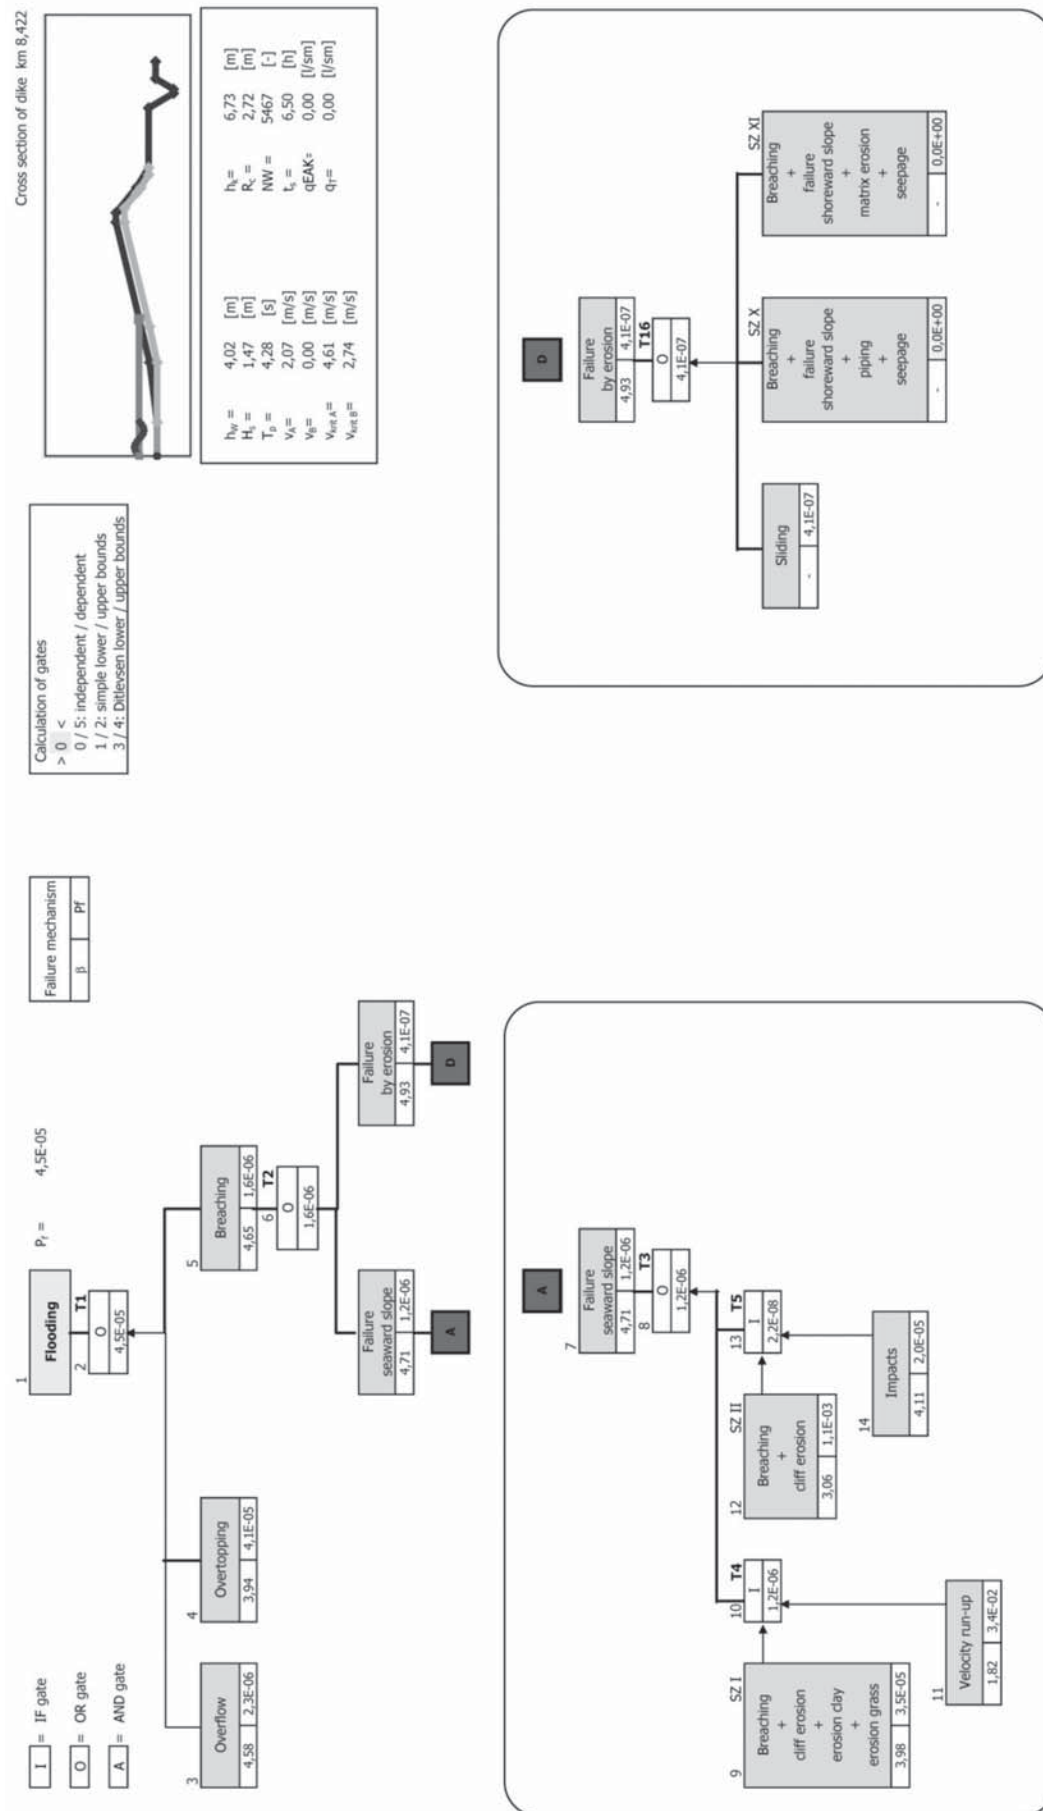 I = IF gate
O = OR gate
A = AND gate
1
Flooding
Pf = 4,5E-05
2
T1
O
4,5E-05
Failure mechanism
β Pf
Calculation of gates
> 0 <
0 / 5: independent / dependent
1 / 2: simple lower / upper bounds
3 / 4: Ditlevsen lower / upper bounds
Cross section of dike km 8,422
hW = 4,02 [m]
Hs = 1,47 [m]
Tp = 4,28 [s]
vA= 2,07 [m/s]
vB= 0,00 [m/s]
vkrit A= 4,61 [m/s]
vkrit B= 2,74 [m/s]
hk= 6,73 [m]
Rc = 2,72 [m]
NW = 5467 [-]
ts = 6,50 [h]
qEAK= 0,00 [l/sm]
qT= 0,00 [l/sm]
3
Overflow
4,58 2,3E-06
4
Overtopping
3,94 4,1E-05
5
Breaching
4,65 1,6E-06
6
T2
O
1,6E-06
Failure
seaward slope
4,71 1,2E-06
A
Failure
by erosion
4,93 4,1E-07
D
A
7
Failure
seaward slope
4,71 1,2E-06
8
T3
O
1,2E-06
9
SZ I
Breaching
+
cliff erosion
+
erosion clay
+
erosion grass
3,98 3,5E-05
10
T4
I
1,2E-06
11
Velocity run-up
1,82 3,4E-02
12
SZ II
Breaching
+
cliff erosion
3,06 1,1E-03
13
T5
I
2,2E-08
14
Impacts
4,11 2,0E-05
D
Failure
by erosion
4,93 4,1E-07
T16
O
4,1E-07
Sliding
- 4,1E-07
SZ X
Breaching
+
failure
shoreward slope
+
piping
+
seepage
- 0,0E+00
SZ XI
Breaching
+
failure
shoreward slope
+
matrix erosion
+
seepage
- 0,0E+00